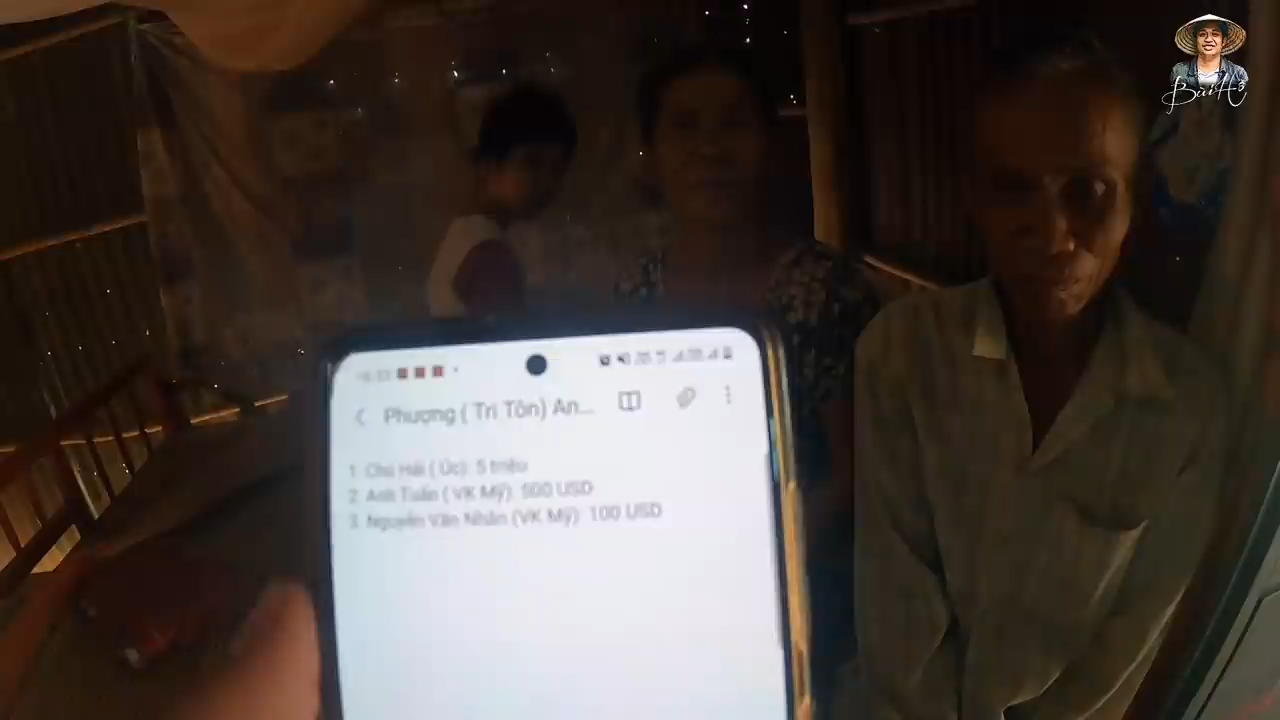 Phượng ( Tri Tôn) An...
1. Chú Hải ( Úc): 5 triệu
2. Anh Tuấn ( VK Mỹ): 500 USD
3. Nguyễn Văn Nhân (VK Mỹ): 100 USD